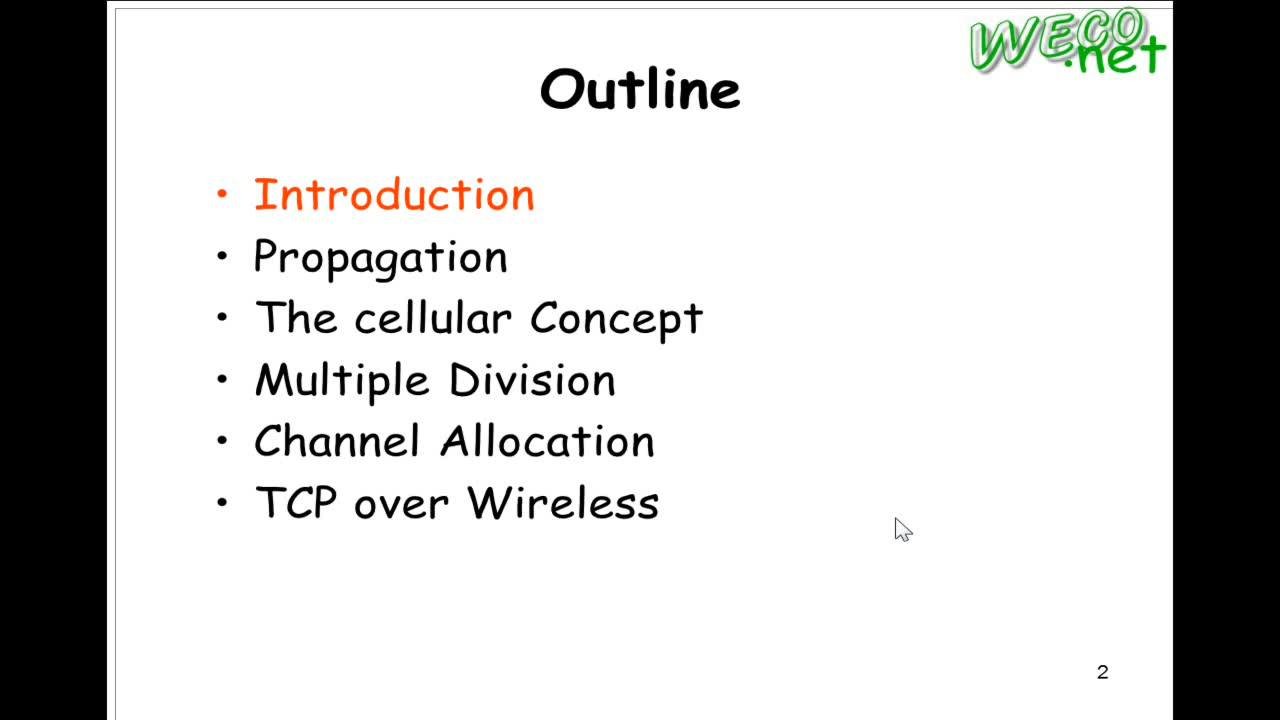 WECO
.net
Outline
• Introduction
• Propagation
• The cellular Concept
• Multiple Division
• Channel Allocation
• TCP over Wireless
2